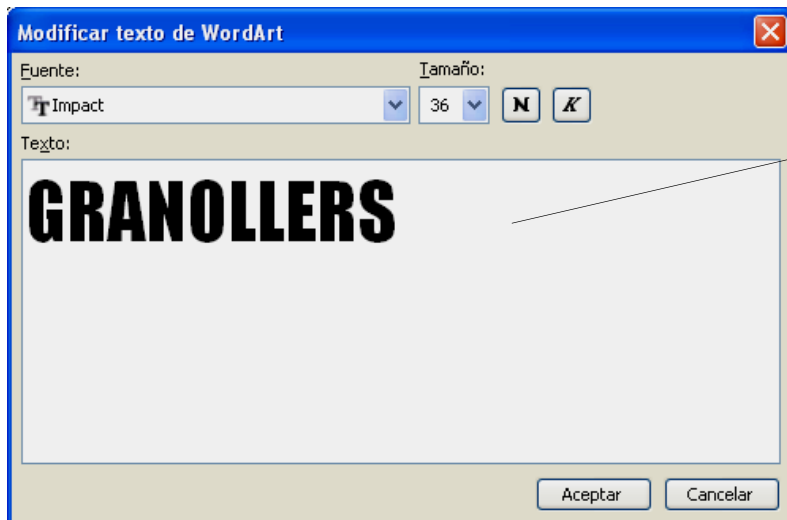 Modificar texto de WordArt
Fuente:
Tamaño:
Impact
36
N
K
Texto:
GRANOLLERS
Aceptar
Cancelar